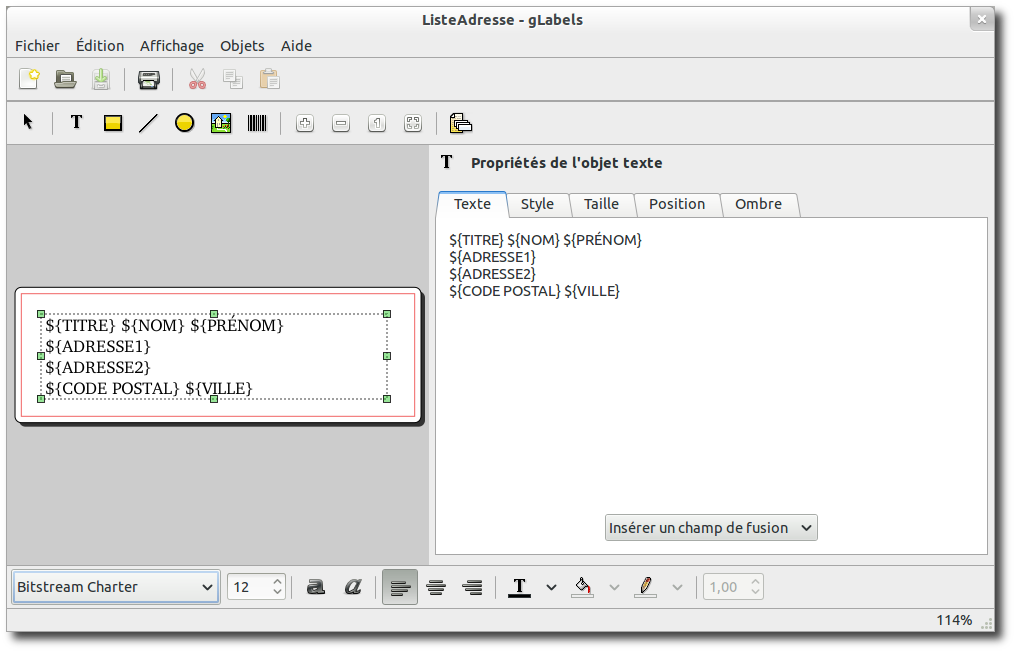 ListeAdresse - gLabels
Fichier Édition Affichage Objets Aide
T
1
T Propriétés de l'objet texte
Texte Style Taille Position Ombre
${TITRE} ${NOM} ${PRÉNOM}
${ADRESSE1}
${ADRESSE2}
${CODE POSTAL} ${VILLE}
${TITRE} ${NOM} ${PRÉNOM}
${ADRESSE1}
${ADRESSE2}
${CODE POSTAL} ${VILLE}
Insérer un champ de fusion
Bitstream Charter 12 a a T 1,00
114%